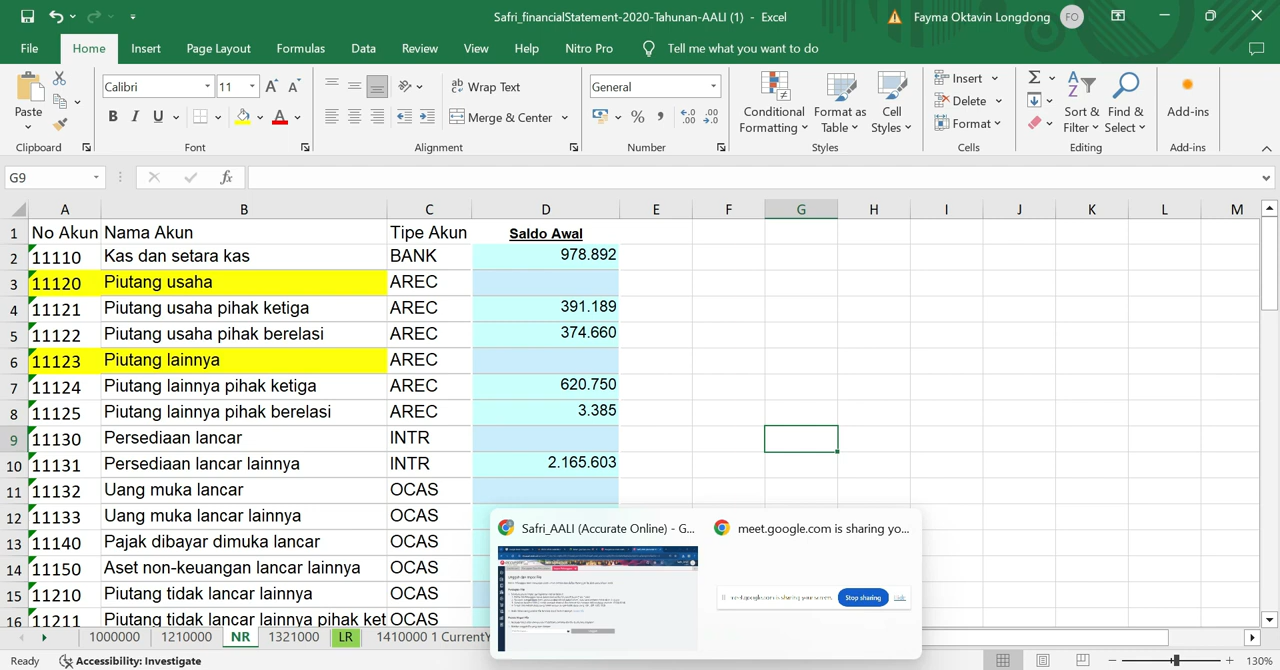 Safri_financialStatement-2020-Tahunan-AALI (1) - Excel
Fayma Oktavin Longdong FO
File Home Insert Page Layout Formulas Data Review View Help Nitro Pro Tell me what you want to do
Paste
Clipboard
Calibri 11
B I U
Font
Wrap Text
Merge & Center
Alignment
General
%
Number
Conditional Formatting
Format as Table
Cell Styles
Styles
Insert
Delete
Format
Cells
Sort & Filter
Find & Select
Editing
Add-ins
Add-ins
G9 fx
A B C D E F G H I J K L M
1 No Akun Nama Akun Tipe Akun Saldo Awal
2 11110 Kas dan setara kas BANK 978.892
3 11120 Piutang usaha AREC
4 11121 Piutang usaha pihak ketiga AREC 391.189
5 11122 Piutang usaha pihak berelasi AREC 374.660
6 11123 Piutang lainnya AREC
7 11124 Piutang lainnya pihak ketiga AREC 620.750
8 11125 Piutang lainnya pihak berelasi AREC 3.385
9 11130 Persediaan lancar INTR
10 11131 Persediaan lancar lainnya INTR 2.165.603
11 11132 Uang muka lancar OCAS
12 11133 Uang muka lancar lainnya OCAS
13 11140 Pajak dibayar dimuka lancar OCAS
14 11150 Aset non-keuangan lancar lainnya OCAS
15 11210 Piutang tidak lancar lainnya OCAS
16 11211 Piutang tidak lancar lainnya pihak ket OCAS
Safri_AALI (Accurate Online) - G...
meet.google.com is sharing yo...
meet.google.com is sharing your screen. Stop sharing Hide
1000000 1210000 NR 1321000 LR 1410000 1 CurrentY
Accessibility: Investigate
130%